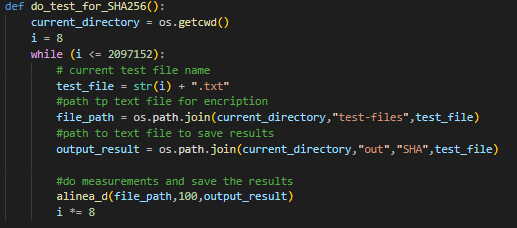 def do_test_for_SHA256():
    current_directory = os.getcwd()
    i = 8
    while (i <= 2097152):
        # current test file name
        test_file = str(i) + ".txt"
        #path tp text file for encription
        file_path = os.path.join(current_directory,"test-files",test_file)
        #path to text file to save results
        output_result = os.path.join(current_directory,"out","SHA",test_file)

        #do measurements and save the results
        alinea_d(file_path,100,output_result)
        i *= 8